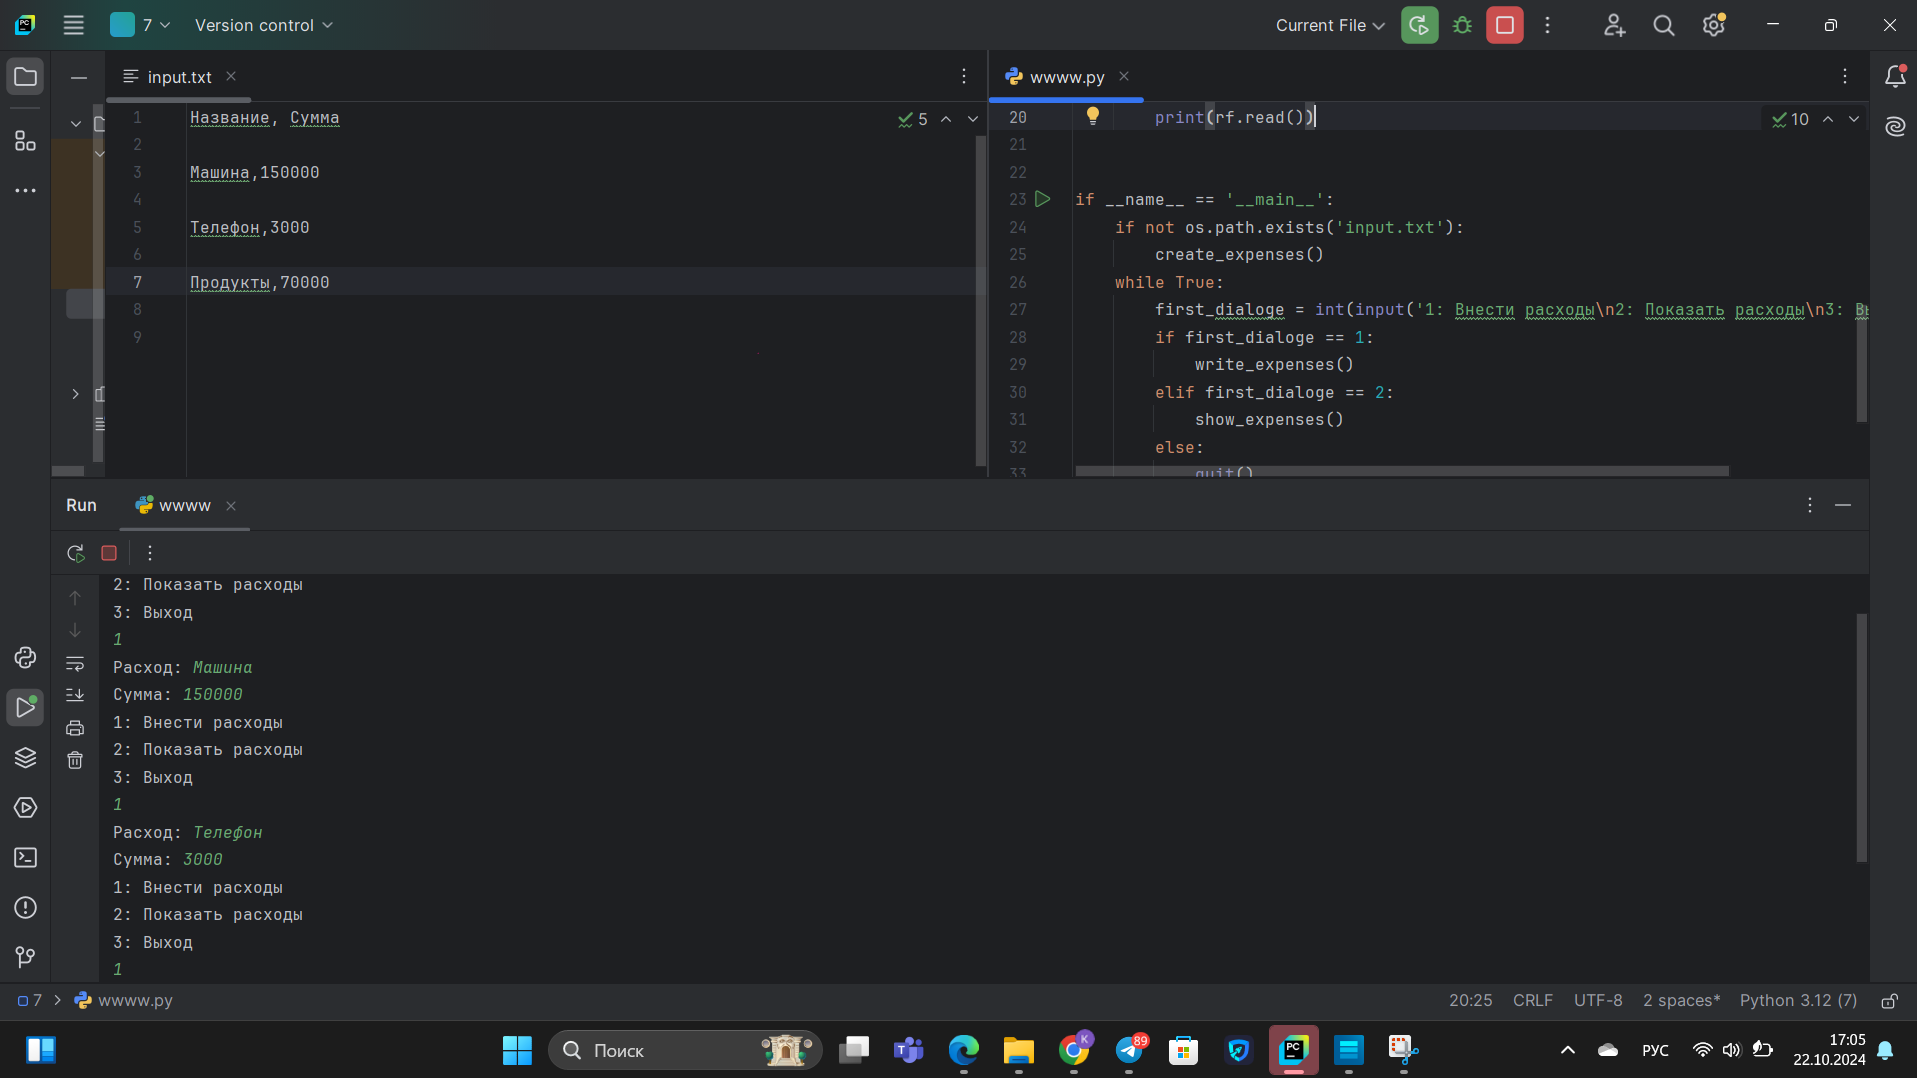 7 Version control Current File
input.txt
1 Название, Сумма 5
2
3 Машина,150000
4
5 Телефон,3000
6
7 Продукты,70000
8
9
wwww.py
20 print(rf.read()) 10
21
22
23 if __name__ == '__main__':
24 if not os.path.exists('input.txt'):
25 create_expenses()
26 while True:
27 first_dialoge = int(input('1: Внести расходы\n2: Показать расходы\n3: Вы
28 if first_dialoge == 1:
29 write_expenses()
30 elif first_dialoge == 2:
31 show_expenses()
32 else:
33 quit()
Run wwww
2: Показать расходы
3: Выход
1
Расход: Машина
Сумма: 150000
1: Внести расходы
2: Показать расходы
3: Выход
1
Расход: Телефон
Сумма: 3000
1: Внести расходы
2: Показать расходы
3: Выход
1
7 > wwww.py 20:25 CRLF UTF-8 2 spaces* Python 3.12 (7)
Поиск K 89 PC РУС 17:05
22.10.2024